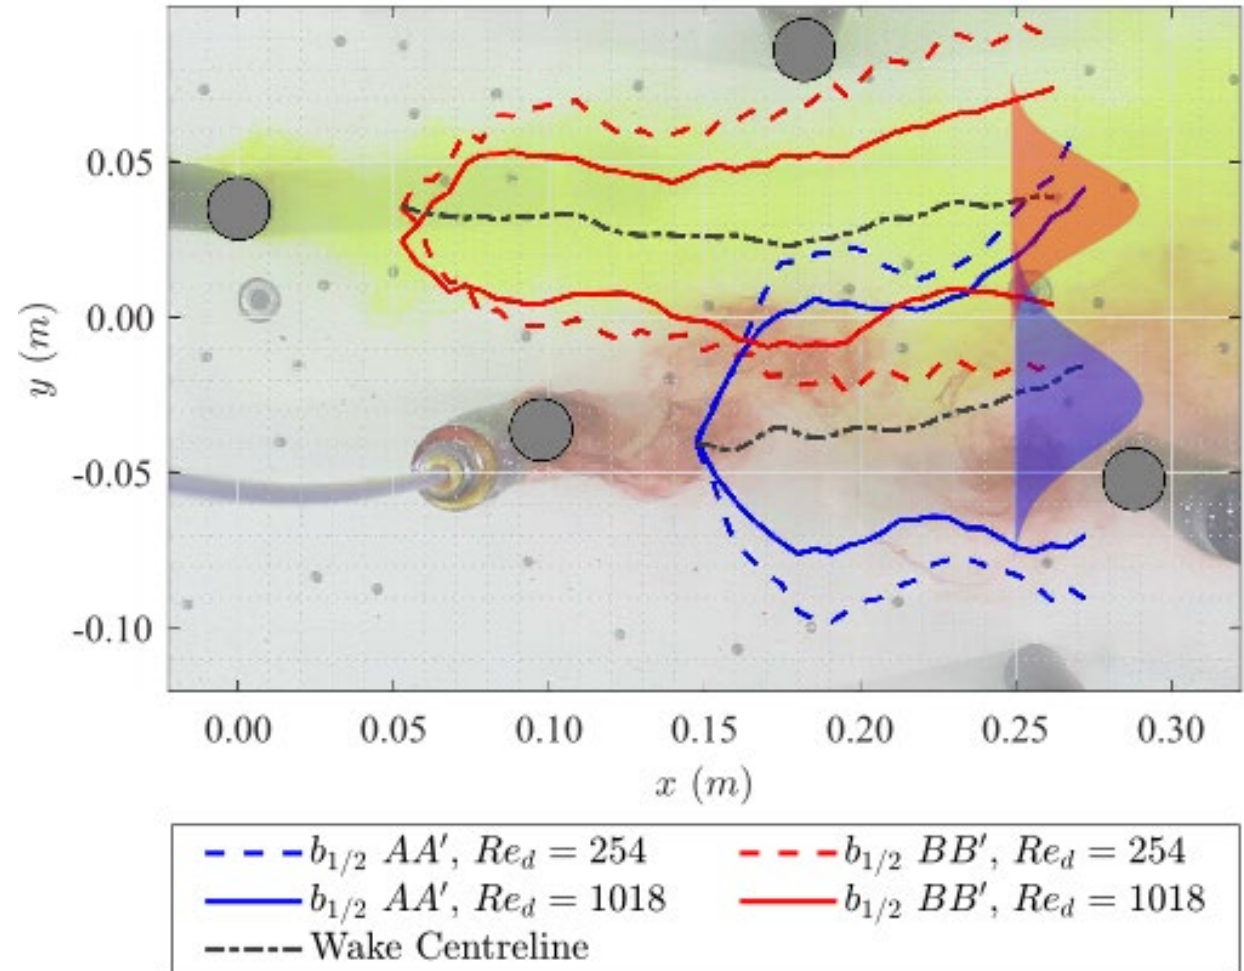 0.05
0.00
-0.05
-0.10
y (m)
0.00 0.05 0.10 0.15 0.20 0.25 0.30
x (m)
b1/2 AA′, Red = 254 b1/2 BB′, Red = 254
b1/2 AA′, Red = 1018 b1/2 BB′, Red = 1018
Wake Centreline